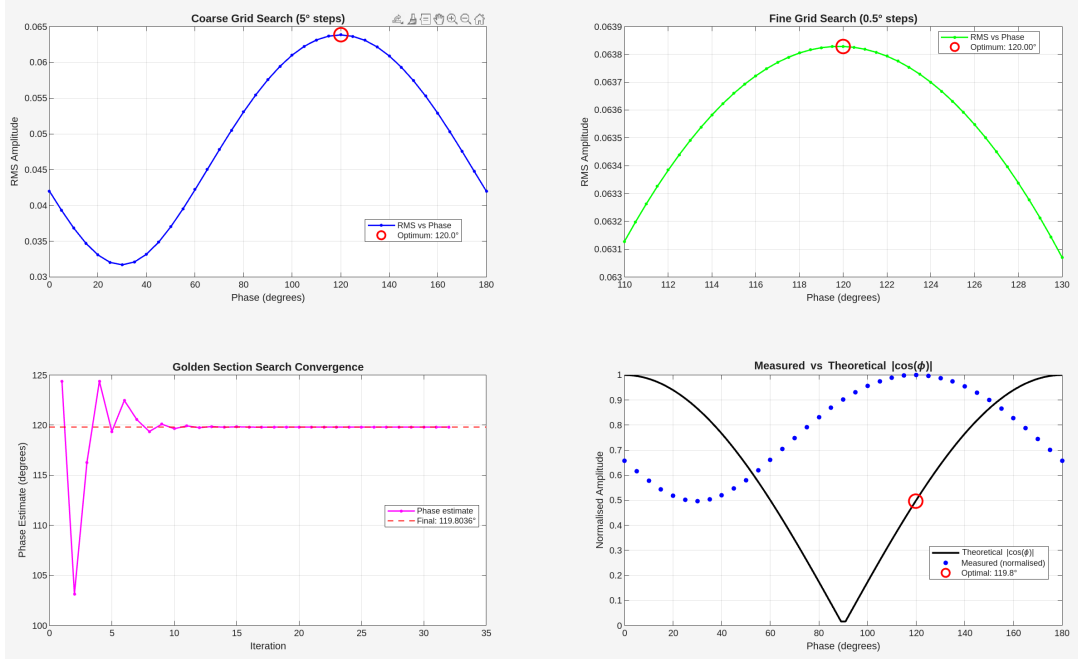 Coarse Grid Search (5° steps)
RMS Amplitude
0.065
0.06
0.055
0.05
0.045
0.04
0.035
0.03
0 20 40 60 80 100 120 140 160 180
Phase (degrees)
RMS vs Phase
Optimum: 120.0°
Fine Grid Search (0.5° steps)
RMS Amplitude
0.0639
0.0638
0.0637
0.0636
0.0635
0.0634
0.0633
0.0632
0.0631
0.063
110 112 114 116 118 120 122 124 126 128 130
Phase (degrees)
RMS vs Phase
Optimum: 120.00°
Golden Section Search Convergence
Phase Estimate (degrees)
125
120
115
110
105
100
0 5 10 15 20 25 30 35
Iteration
Phase estimate
Final: 119.8036°
Measured vs Theoretical |cos(ϕ)|
Normalised Amplitude
1
0.9
0.8
0.7
0.6
0.5
0.4
0.3
0.2
0.1
0
0 20 40 60 80 100 120 140 160 180
Phase (degrees)
Theoretical |cos(ϕ)|
Measured (normalised)
Optimal: 119.8°